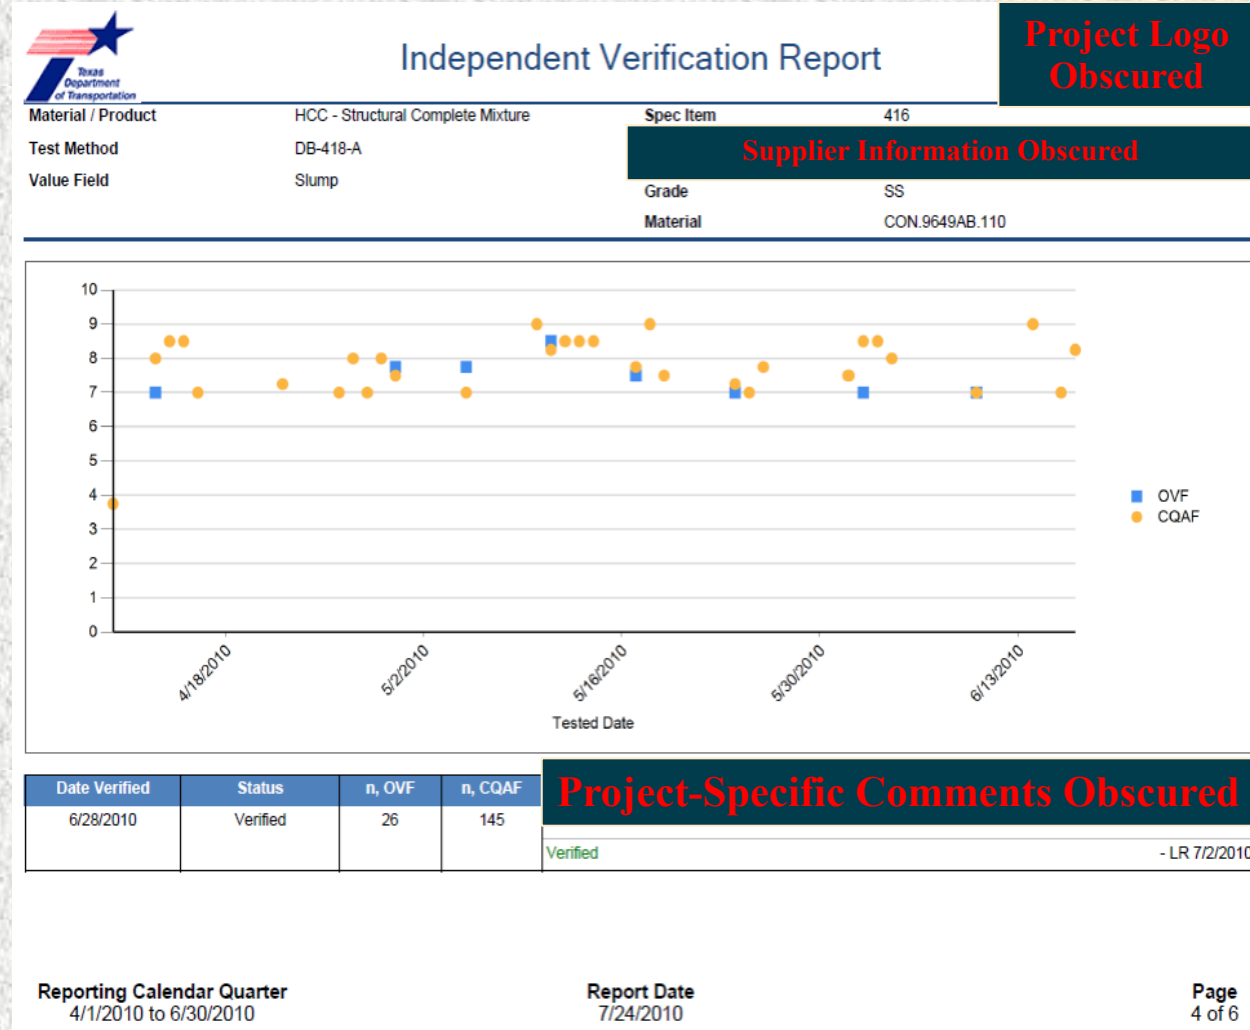 Texas
Department
of Transportation
Independent Verification Report
Project Logo
Obscured
Material / Product HCC - Structural Complete Mixture Spec Item 416
Test Method DB-418-A Supplier Information Obscured
Value Field Slump
Grade SS
Material CON.9649AB.110
10
9
8
7
6
5
4
3
2
1
0
OVF
CQAF
4/18/2010 5/2/2010 5/16/2010 5/30/2010 6/13/2010
Tested Date
Date Verified Status n, OVF n, CQAF Project-Specific Comments Obscured
6/28/2010 Verified 26 145
Verified - LR 7/2/2010
Reporting Calendar Quarter Report Date Page
4/1/2010 to 6/30/2010 7/24/2010 4 of 6